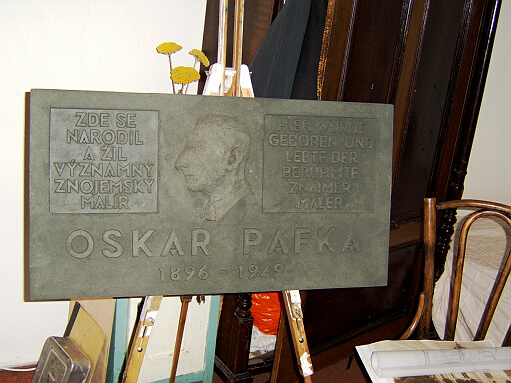 ZDE SE
NARODIL
A ŽIL
VÝZNAMNÝ
ZNOJEMSKÝ
MALÍŘ
HIER WURDE
GEBOREN UND
LEBTE DER
BERÜHMTE
ZNAIMER
MALER
OSKAR PAFKA
1896 - 1949